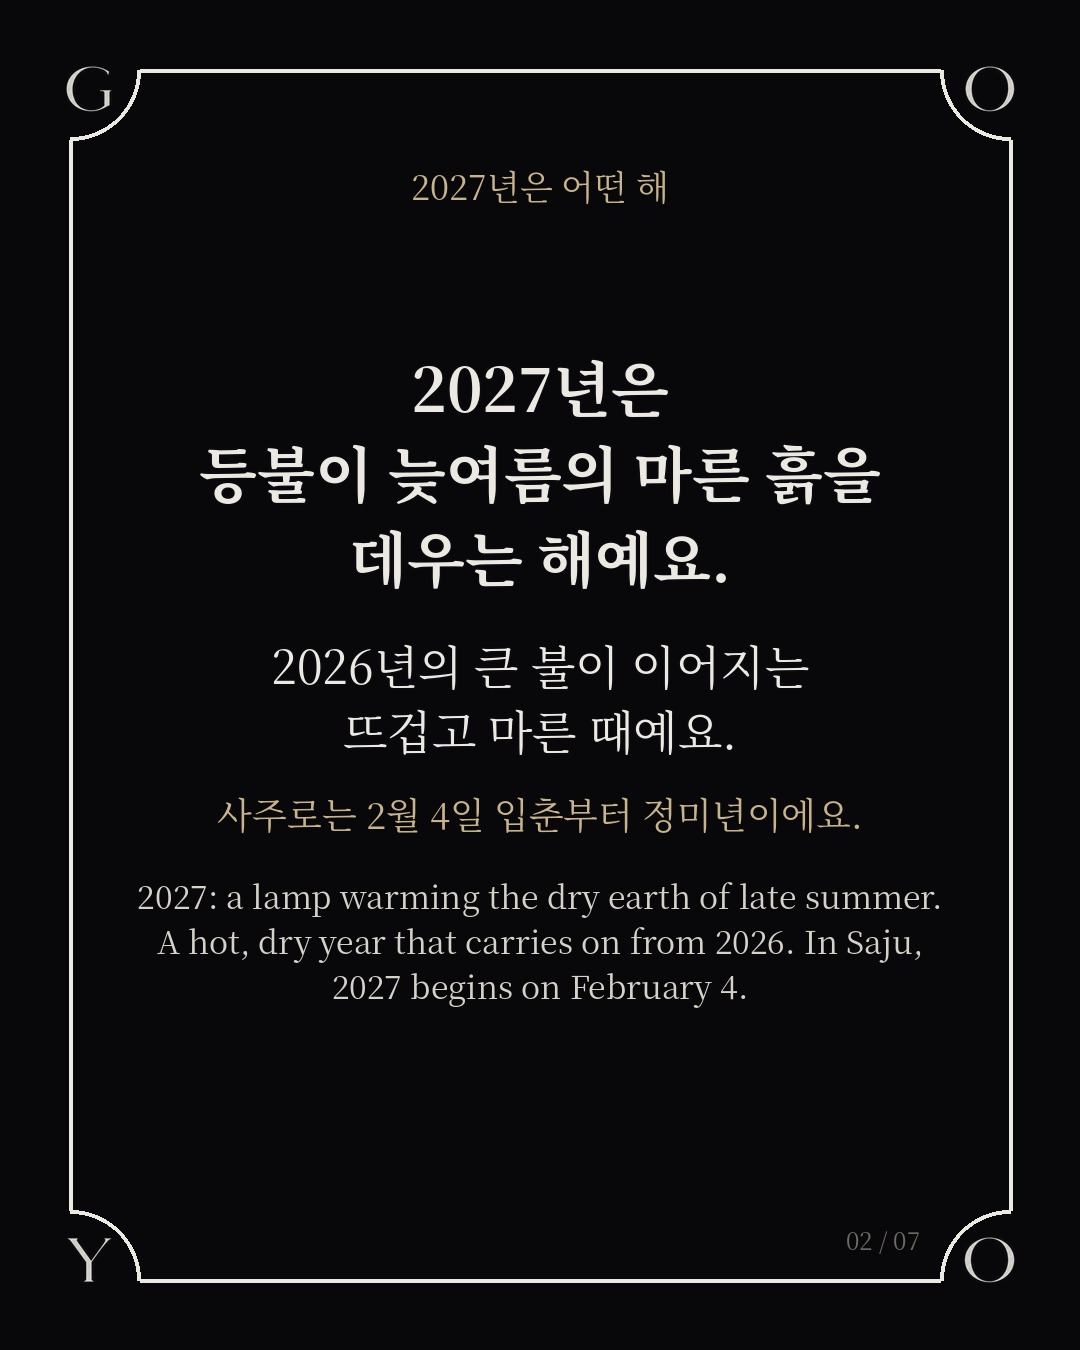 G O
2027년은 어떤 해
2027년은
등불이 늦여름의 마른 흙을
데우는 해예요.
2026년의 큰 불이 이어지는
뜨겁고 마른 때예요.
사주로는 2월 4일 입춘부터 정미년이에요.
2027: a lamp warming the dry earth of late summer.
A hot, dry year that carries on from 2026. In Saju,
2027 begins on February 4.
02 / 07
Y O